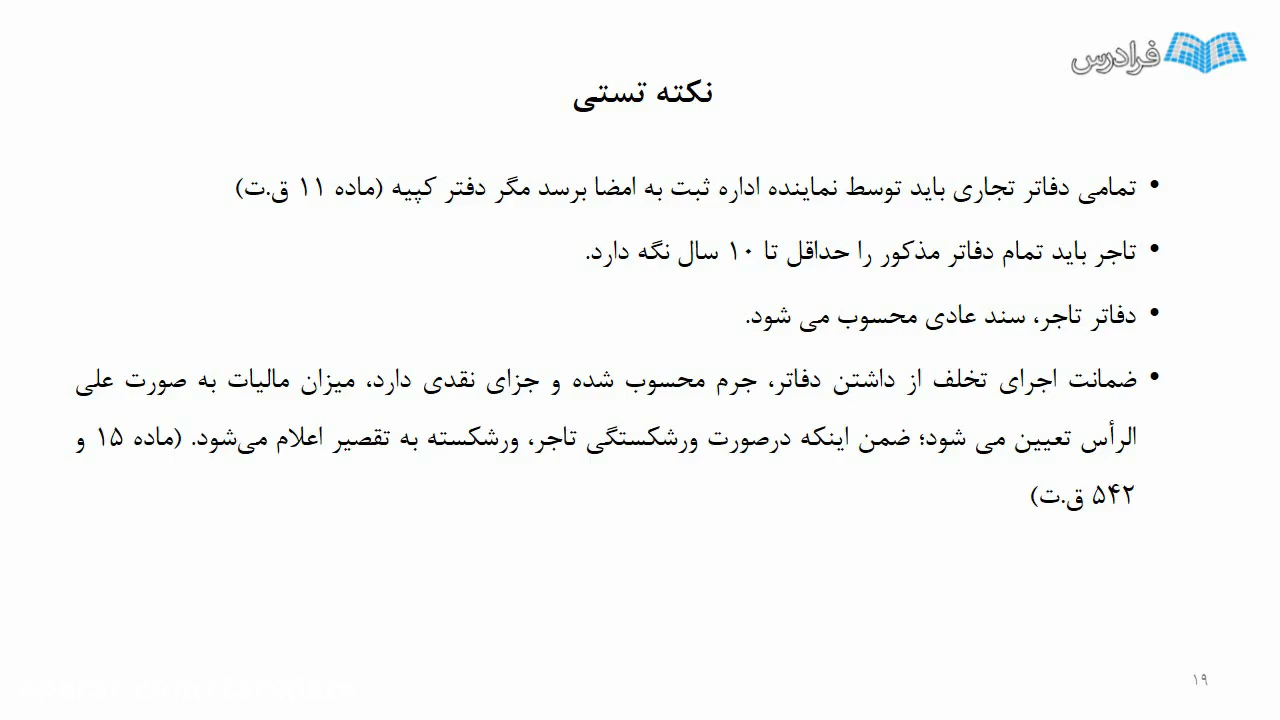 فرادرس
نکته تستی
• تمامی دفاتر تجاری باید توسط نماینده اداره ثبت به امضا برسد مگر دفتر کپیه (ماده ۱۱ ق.ت)
• تاجر باید تمام دفاتر مذکور را حداقل تا ۱۰ سال نگه دارد.
• دفاتر تاجر، سند عادی محسوب می شود.
• ضمانت اجرای تخلف از داشتن دفاتر، جرم محسوب شده و جزای نقدی دارد، میزان مالیات به صورت علی
الرأس تعیین می شود؛ ضمن اینکه درصورت ورشکستگی تاجر، ورشکسته به تقصیر اعلام می‌شود. (ماده ۱۵ و
۵۴۲ ق.ت)
۱۹